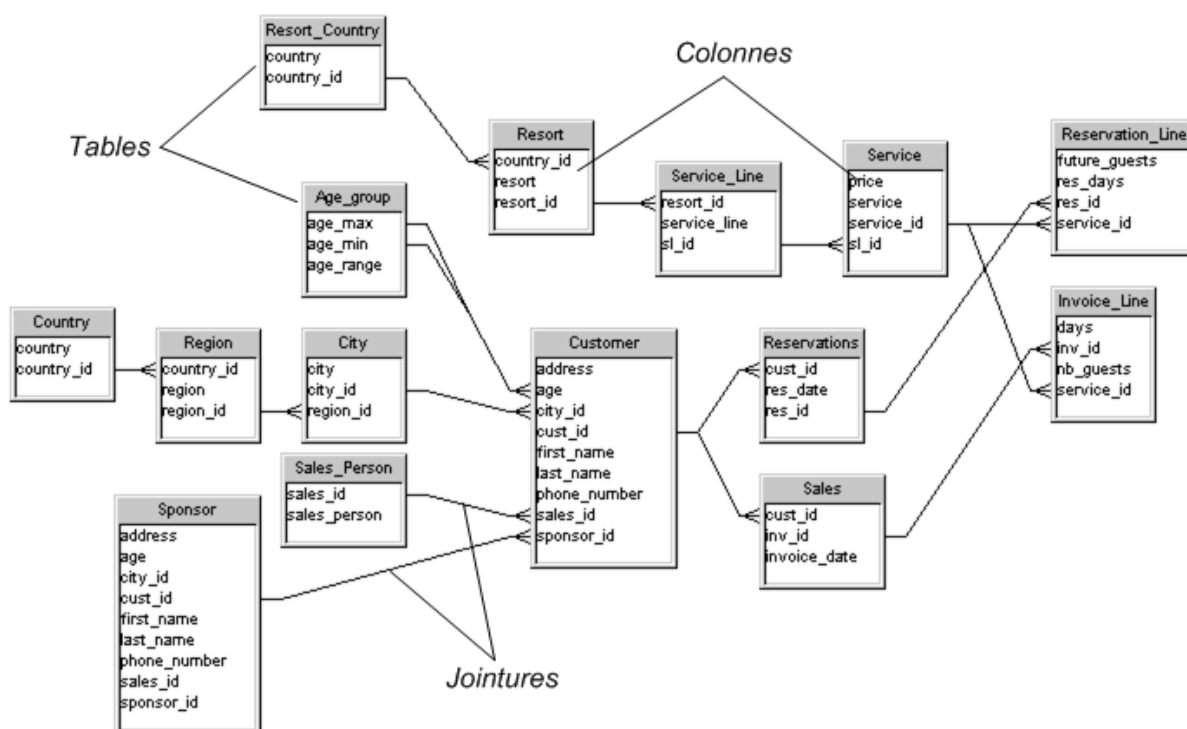 Resort_Country
country
country_id
Colonnes
Tables
Resort
country_id
resort
resort_id
Service_Line
resort_id
service_line
sl_id
Service
price
service
service_id
sl_id
Reservation_Line
future_guests
res_days
res_id
service_id
Age_group
age_max
age_min
age_range
Invoice_Line
days
inv_id
nb_guests
service_id
Country
country
country_id
Region
country_id
region
region_id
City
city
city_id
region_id
Customer
address
age
city_id
cust_id
first_name
last_name
phone_number
sales_id
sponsor_id
Reservations
cust_id
res_date
res_id
Sales_Person
sales_id
sales_person
Sales
cust_id
inv_id
invoice_date
Sponsor
address
age
city_id
cust_id
first_name
last_name
phone_number
sales_id
sponsor_id
Jointures